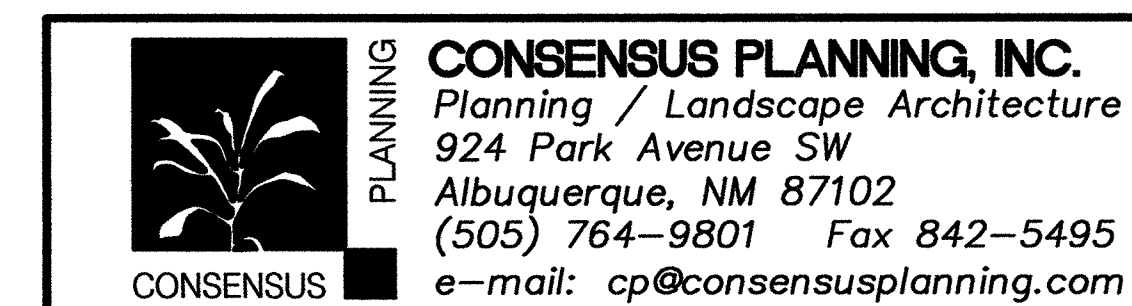 PLANNING
CONSENSUS
CONSENSUS PLANNING, INC.
Planning / Landscape Architecture
924 Park Avenue SW
Albuquerque, NM 87102
(505) 764-9801 Fax 842-5495
e-mail: cp@consensusplanning.com